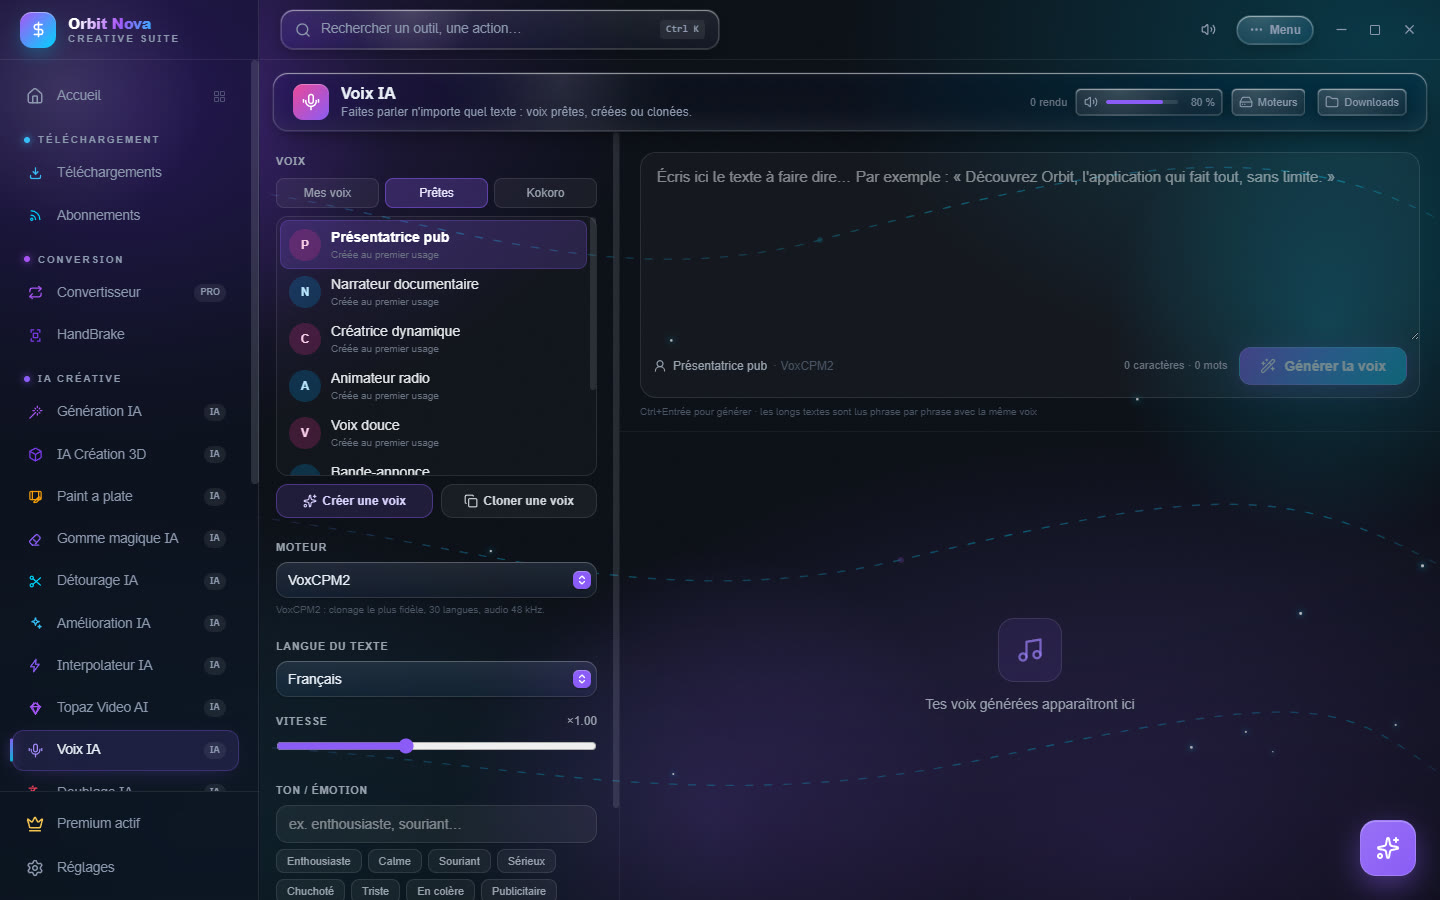 Orbit Nova
CREATIVE SUITE
Rechercher un outil, une action…
Ctrl K
Menu
Accueil
TÉLÉCHARGEMENT
Téléchargements
Abonnements
CONVERSION
Convertisseur PRO
HandBrake
IA CRÉATIVE
Génération IA IA
IA Création 3D IA
Paint a plate IA
Gomme magique IA IA
Détourage IA IA
Amélioration IA IA
Interpolateur IA IA
Topaz Video AI IA
Voix IA IA
Doublage IA IA
Premium actif
Réglages
Voix IA
Faites parler n'importe quel texte : voix prêtes, créées ou clonées.
0 rendu
80 %
Moteurs
Downloads
VOIX
Mes voix
Prêtes
Kokoro
P
Présentatrice pub
Créée au premier usage
N
Narrateur documentaire
Créée au premier usage
C
Créatrice dynamique
Créée au premier usage
A
Animateur radio
Créée au premier usage
V
Voix douce
Créée au premier usage
Bande-annonce
Créer une voix
Cloner une voix
MOTEUR
VoxCPM2
VoxCPM2 : clonage le plus fidèle, 30 langues, audio 48 kHz.
LANGUE DU TEXTE
Français
VITESSE
×1.00
TON / ÉMOTION
ex. enthousiaste, souriant…
Enthousiaste
Calme
Souriant
Sérieux
Chuchoté
Triste
En colère
Publicitaire
Écris ici le texte à faire dire… Par exemple : « Découvrez Orbit, l'application qui fait tout, sans limite. »
Présentatrice pub · VoxCPM2
0 caractères · 0 mots
Générer la voix
Ctrl+Entrée pour générer · les longs textes sont lus phrase par phrase avec la même voix
Tes voix générées apparaîtront ici